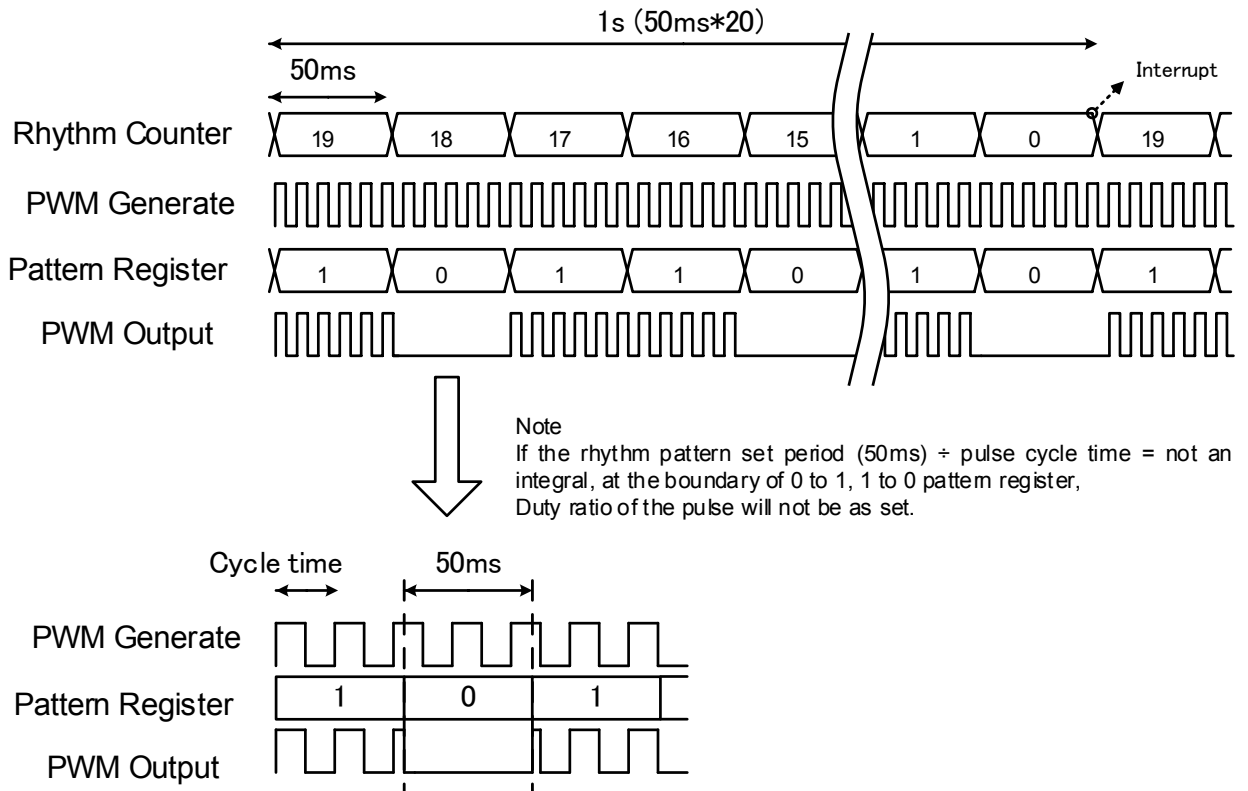 1s (50ms*20)
50ms
Interrupt
Rhythm Counter 19 18 17 16 15 1 0 19
PWM Generate
Pattern Register 1 0 1 1 0 1 0 1
PWM Output
Note
If the rhythm pattern set period (50ms) ÷ pulse cycle time = not an
integral, at the boundary of 0 to 1, 1 to 0 pattern register,
Duty ratio of the pulse will not be as set.
Cycle time 50ms
PWM Generate
Pattern Register 1 0 1
PWM Output